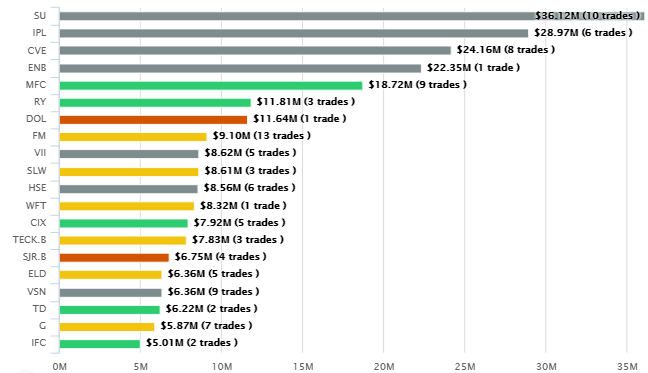 SU $36.12M (10 trades )
IPL $28.97M (6 trades )
CVE $24.16M (8 trades )
ENB $22.35M (1 trade )
MFC $18.72M (9 trades )
RY $11.81M (3 trades )
DOL $11.64M (1 trade )
FM $9.10M (13 trades )
VII $8.62M (5 trades )
SLW $8.61M (3 trades )
HSE $8.56M (6 trades )
WFT $8.32M (1 trade )
CIX $7.92M (5 trades )
TECK.B $7.83M (3 trades )
SJR.B $6.75M (4 trades )
ELD $6.36M (5 trades )
VSN $6.36M (9 trades )
TD $6.22M (2 trades )
G $5.87M (7 trades )
IFC $5.01M (2 trades )
0M 5M 10M 15M 20M 25M 30M 35M